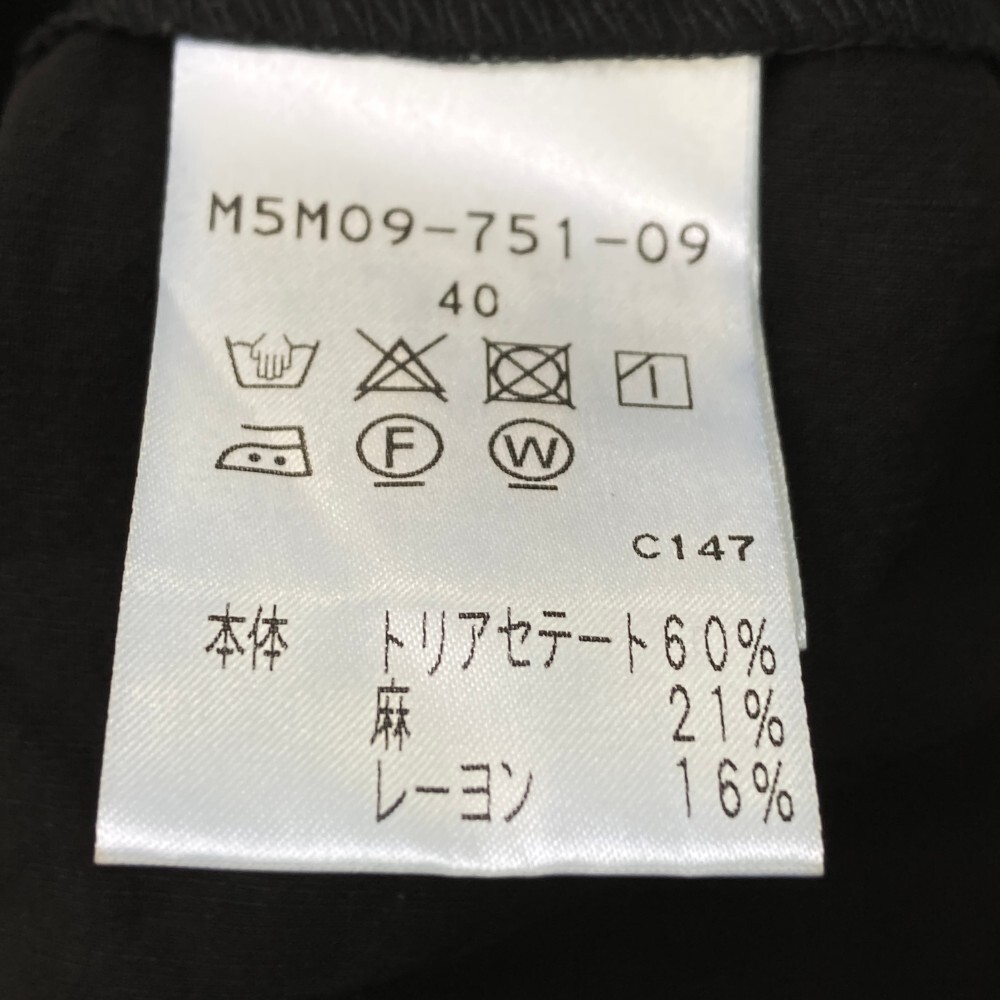 M5M09-751-09
40
F W
C147
本体 トリアセテート60%
麻 21%
レーヨン 16%